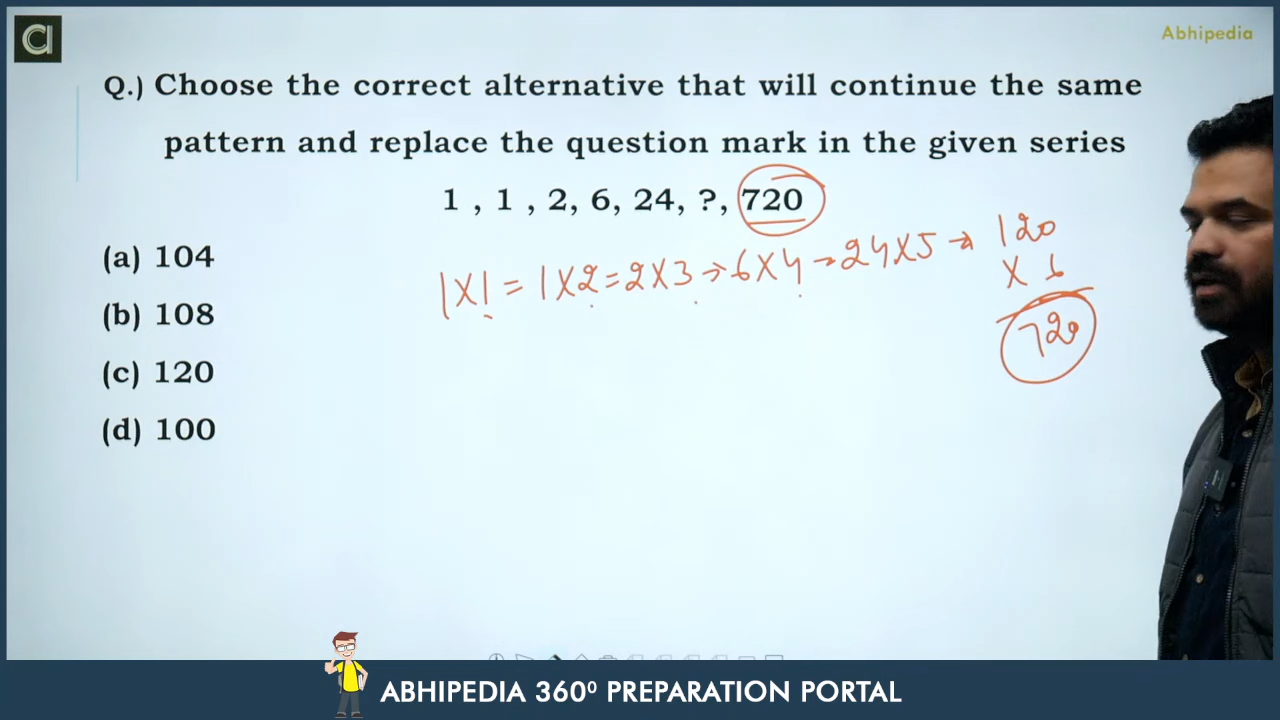 Abhipedia
Q.) Choose the correct alternative that will continue the same
pattern and replace the question mark in the given series
1 , 1 , 2, 6, 24, ?, 720
(a) 104
(b) 108
(c) 120
(d) 100
1X1 = 1X2 = 2X3 → 6X4 → 24X5 → 120
X 6
720
ABHIPEDIA 360⁰ PREPARATION PORTAL